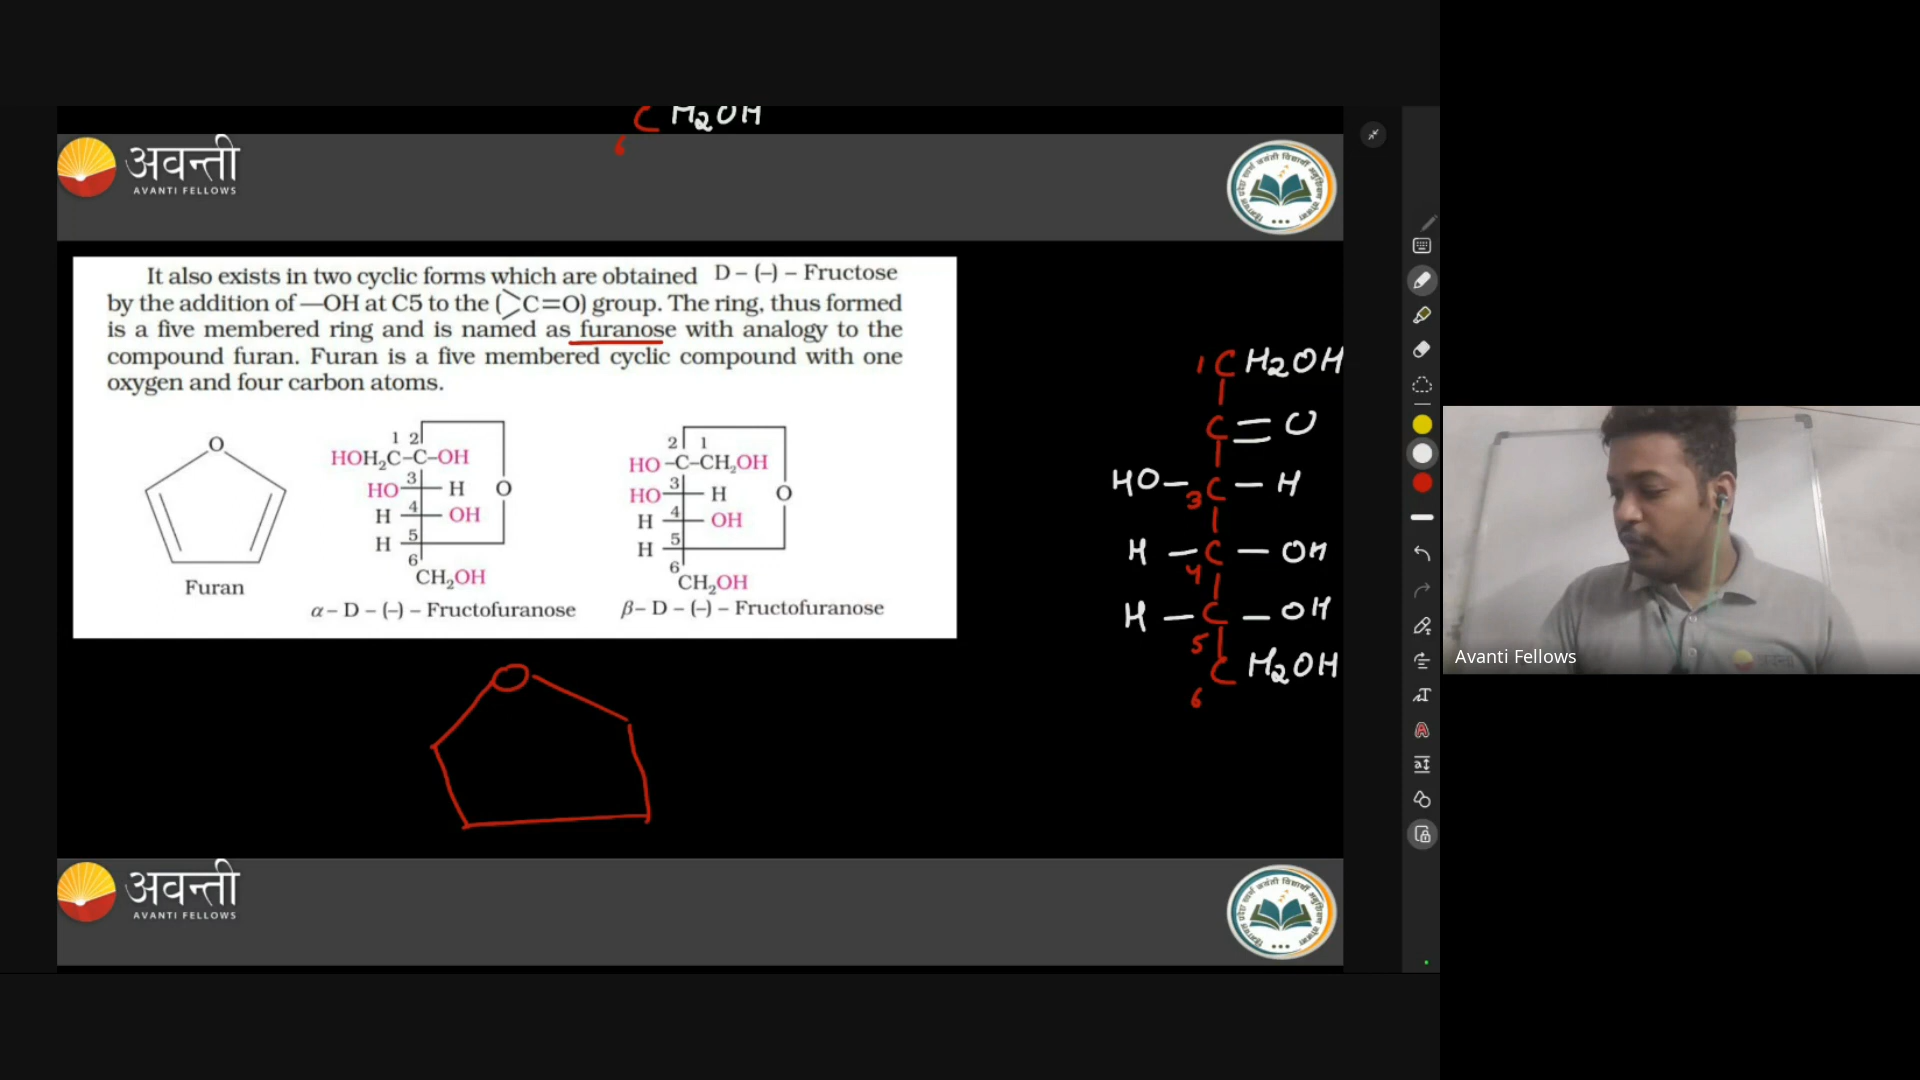 CH2OH
6
अवन्ती
AVANTI FELLOWS
It also exists in two cyclic forms which are obtained D – (–) – Fructose
by the addition of —OH at C5 to the (>C=O) group. The ring, thus formed
is a five membered ring and is named as furanose with analogy to the
compound furan. Furan is a five membered cyclic compound with one
oxygen and four carbon atoms.
O
Furan
1 2
HOH₂C–C–OH
3
HO H O
4
H OH
5
H
6
CH₂OH
α – D – (–) – Fructofuranose
2 1
HO –C–CH₂OH
3
HO H O
4
H OH
5
H
6
CH₂OH
β– D – (–) – Fructofuranose
1 CH2OH
C=O
HO– 3 C – H
H – C – OH
4
H – C – OH
5
CH2OH
6
O
Avanti Fellows
अवन्ती
AVANTI FELLOWS